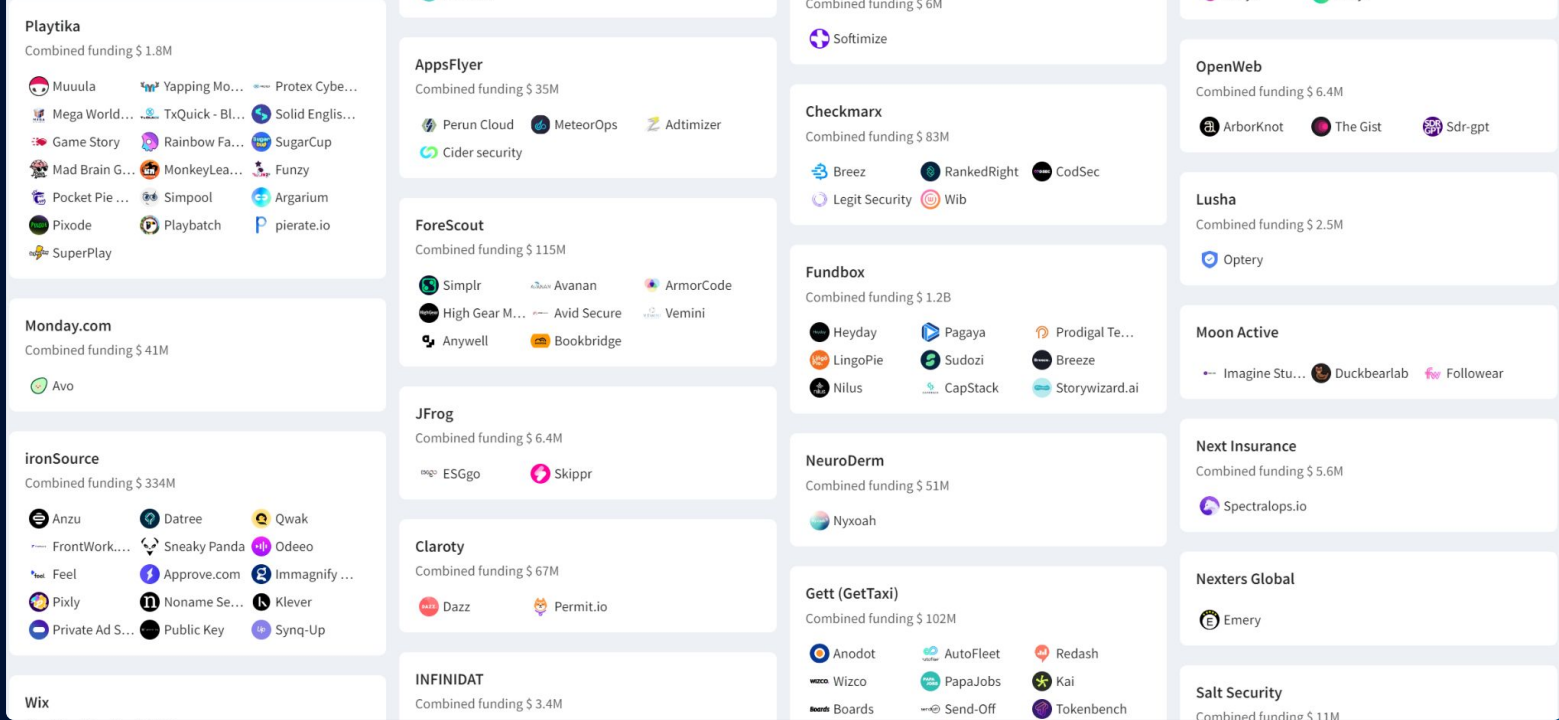 Playtika
Combined funding $ 1.8M
Muuula
Yapping Mo...
Protex Cybe...
Mega World...
TxQuick - Bl...
Solid Englis...
Game Story
Rainbow Fa...
SugarCup
Mad Brain G...
MonkeyLea...
Funzy
Pocket Pie ...
Simpool
Argarium
Pixode
Playbatch
pierate.io
SuperPlay
Monday.com
Combined funding $ 41M
Avo
ironSource
Combined funding $ 334M
Anzu
Datree
Qwak
FrontWork....
Sneaky Panda
Odeeo
Feel
Approve.com
Immagnify ...
Pixly
Noname Se...
Klever
Private Ad S...
Public Key
Synq-Up
Wix
AppsFlyer
Combined funding $ 35M
Perun Cloud
MeteorOps
Adtimizer
Cider security
ForeScout
Combined funding $ 115M
Simplr
Avanan
ArmorCode
High Gear M...
Avid Secure
Vemini
Anywell
Bookbridge
JFrog
Combined funding $ 6.4M
ESGgo
Skippr
Claroty
Combined funding $ 67M
Dazz
Permit.io
INFINIDAT
Combined funding $ 3.4M
Combined funding $ 6M
Softimize
Checkmarx
Combined funding $ 83M
Breez
RankedRight
CodSec
Legit Security
Wib
Fundbox
Combined funding $ 1.2B
Heyday
Pagaya
Prodigal Te...
LingoPie
Sudozi
Breeze
Nilus
CapStack
Storywizard.ai
NeuroDerm
Combined funding $ 51M
Nyxoah
Gett (GetTaxi)
Combined funding $ 102M
Anodot
AutoFleet
Redash
Wizco
PapaJobs
Kai
Boards
Send-Off
Tokenbench
OpenWeb
Combined funding $ 6.4M
ArborKnot
The Gist
Sdr-gpt
Lusha
Combined funding $ 2.5M
Optery
Moon Active
Imagine Stu...
Duckbearlab
Followear
Next Insurance
Combined funding $ 5.6M
Spectralops.io
Nexters Global
Emery
Salt Security
Combined funding $ 11M